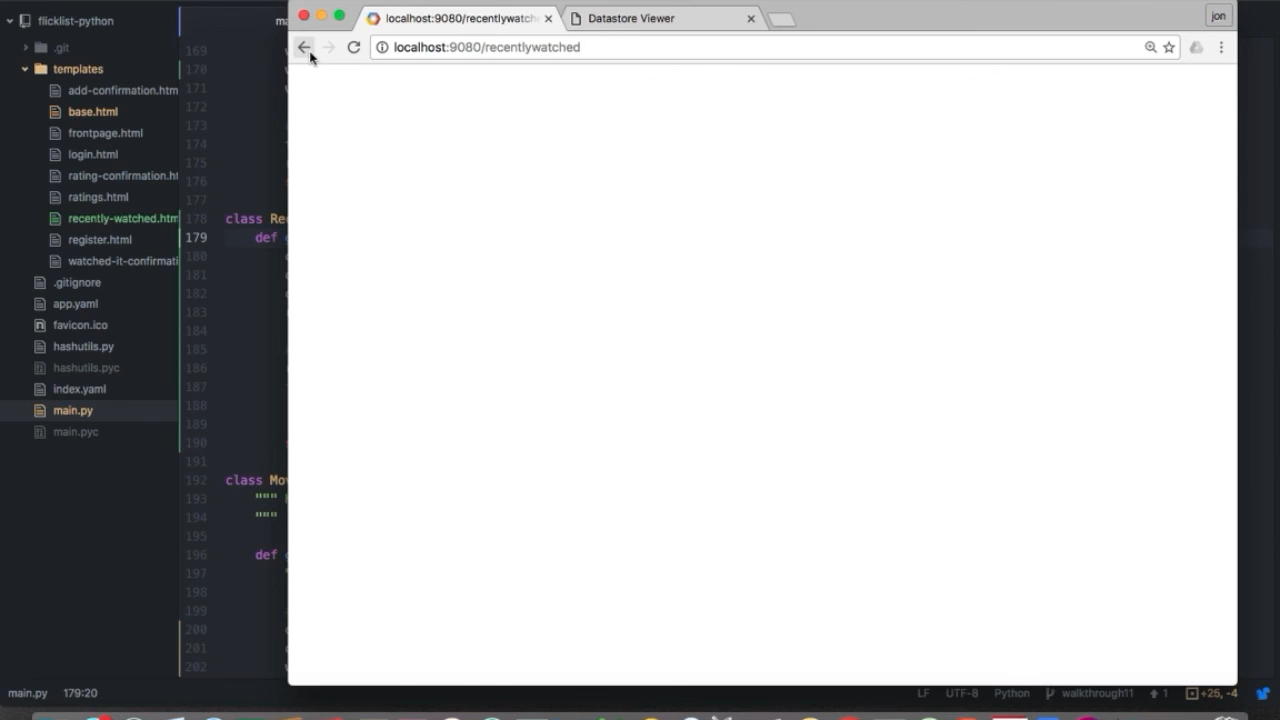 flicklist-python
.git
templates
add-confirmation.htm
base.html
frontpage.html
login.html
rating-confirmation.ht
ratings.html
recently-watched.htm
register.html
watched-it-confirmati
.gitignore
app.yaml
favicon.ico
hashutils.py
hashutils.pyc
index.yaml
main.py
main.pyc
169
170
171
172
173
174
175
176
177
178 class Rec
179 def
180
181
182
183
184
185
186
187
188
189
190
191
192 class Mov
193 """
194 """
195
196 def
197
198
199
200
201
202
localhost:9080/recentlywatch
Datastore Viewer
jon
localhost:9080/recentlywatched
main.py 179:20
LF UTF-8 Python walkthrough11 1 +25, -4